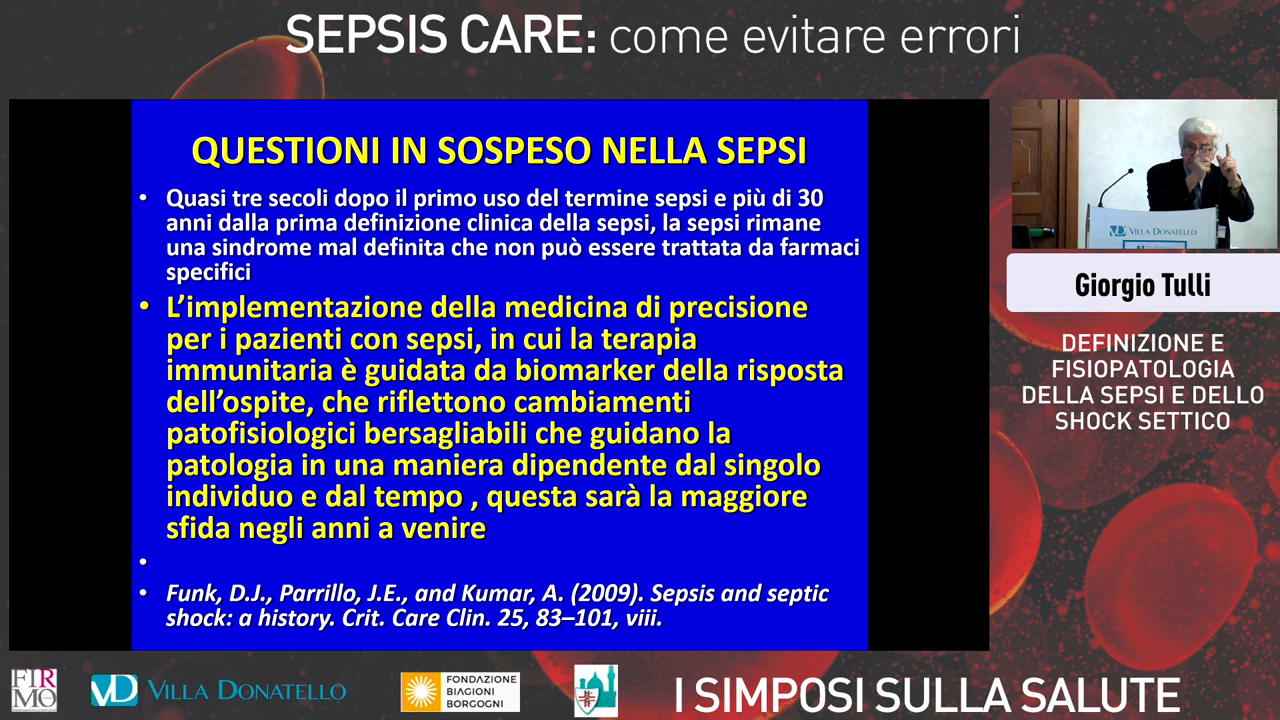 SEPSIS CARE: come evitare errori
QUESTIONI IN SOSPESO NELLA SEPSI
• Quasi tre secoli dopo il primo uso del termine sepsi e più di 30
anni dalla prima definizione clinica della sepsi, la sepsi rimane
una sindrome mal definita che non può essere trattata da farmaci
specifici
• L’implementazione della medicina di precisione
per i pazienti con sepsi, in cui la terapia
immunitaria è guidata da biomarker della risposta
dell’ospite, che riflettono cambiamenti
patofisiologici bersagliabili che guidano la
patologia in una maniera dipendente dal singolo
individuo e dal tempo , questa sarà la maggiore
sfida negli anni a venire
•
• Funk, D.J., Parrillo, J.E., and Kumar, A. (2009). Sepsis and septic
shock: a history. Crit. Care Clin. 25, 83–101, viii.
VD VILLA DONATELLO
Giorgio Tulli
DEFINIZIONE E
FISIOPATOLOGIA
DELLA SEPSI E DELLO
SHOCK SETTICO
FIRMO
VD VILLA DONATELLO
FONDAZIONE
BIAGIONI
BORGOGNI
I SIMPOSI SULLA SALUTE